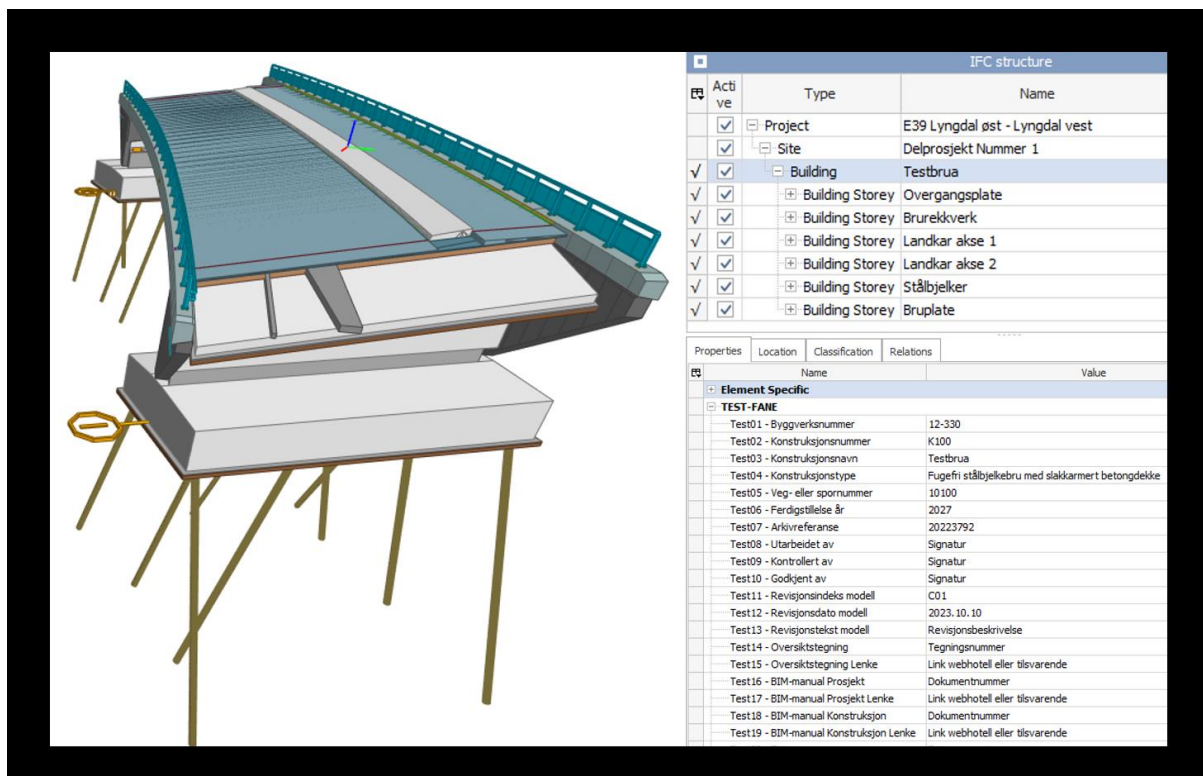 IFC structure
Acti
ve
Type
Name
Project E39 Lyngdal øst - Lyngdal vest
Site Delprosjekt Nummer 1
Building Testbrua
Building Storey Overgangsplate
Building Storey Brurekkverk
Building Storey Landkar akse 1
Building Storey Landkar akse 2
Building Storey Stålbjelker
Building Storey Bruplate
Properties Location Classification Relations
Name Value
Element Specific
TEST-FANE
Test01 - Byggverksnummer 12-330
Test02 - Konstruksjonsnummer K100
Test03 - Konstruksjonsnavn Testbrua
Test04 - Konstruksjonstype Fugefri stålbjelkebru med slakkarmert betongdekke
Test05 - Veg- eller spornummer 10100
Test06 - Ferdigstillelse år 2027
Test07 - Arkivreferanse 20223792
Test08 - Utarbeidet av Signatur
Test09 - Kontrollert av Signatur
Test10 - Godkjent av Signatur
Test11 - Revisjonsindeks modell C01
Test12 - Revisjonsdato modell 2023.10.10
Test13 - Revisjonstekst modell Revisjonsbeskrivelse
Test14 - Oversiktstegning Tegningsnummer
Test15 - Oversiktstegning Lenke Link webhotell eller tilsvarende
Test16 - BIM-manual Prosjekt Dokumentnummer
Test17 - BIM-manual Prosjekt Lenke Link webhotell eller tilsvarende
Test18 - BIM-manual Konstruksjon Dokumentnummer
Test19 - BIM-manual Konstruksjon Lenke Link webhotell eller tilsvarende